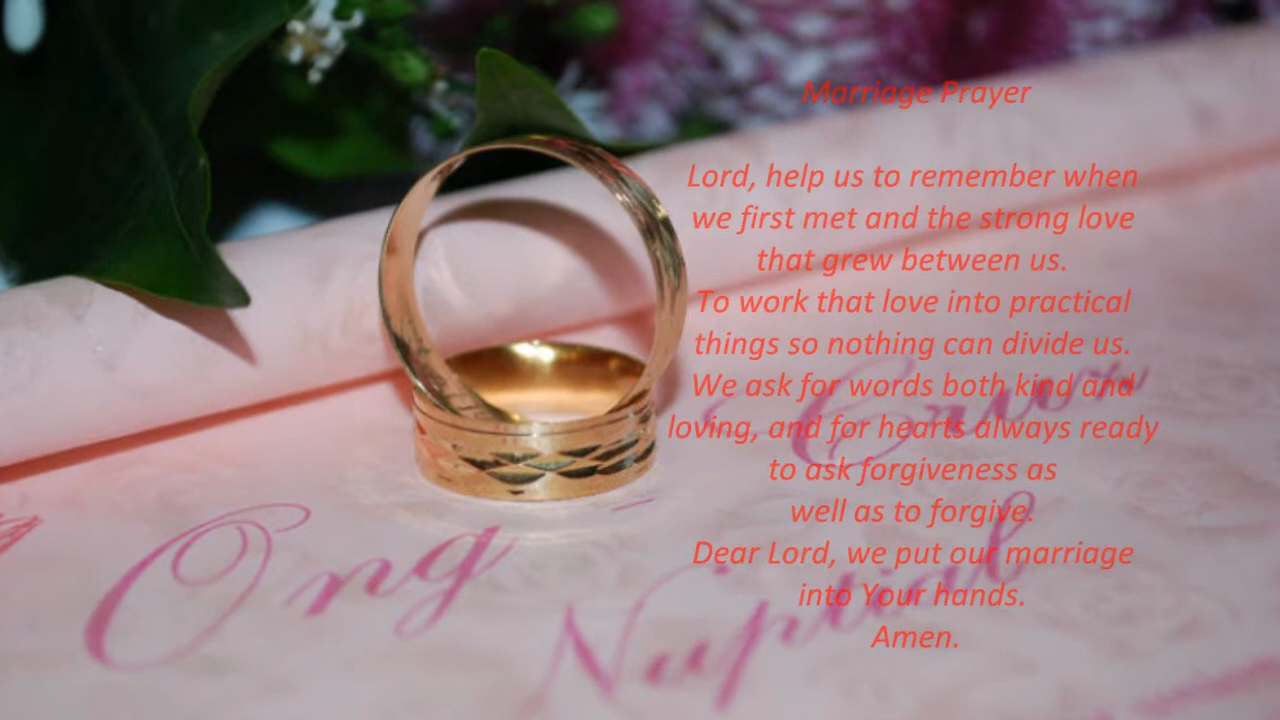 Marriage Prayer
Lord, help us to remember when
we first met and the strong love
that grew between us.
To work that love into practical
things so nothing can divide us.
We ask for words both kind and
loving, and for hearts always ready
to ask forgiveness as
well as to forgive.
Dear Lord, we put our marriage
into Your hands.
Amen.
Ong
Nuptial